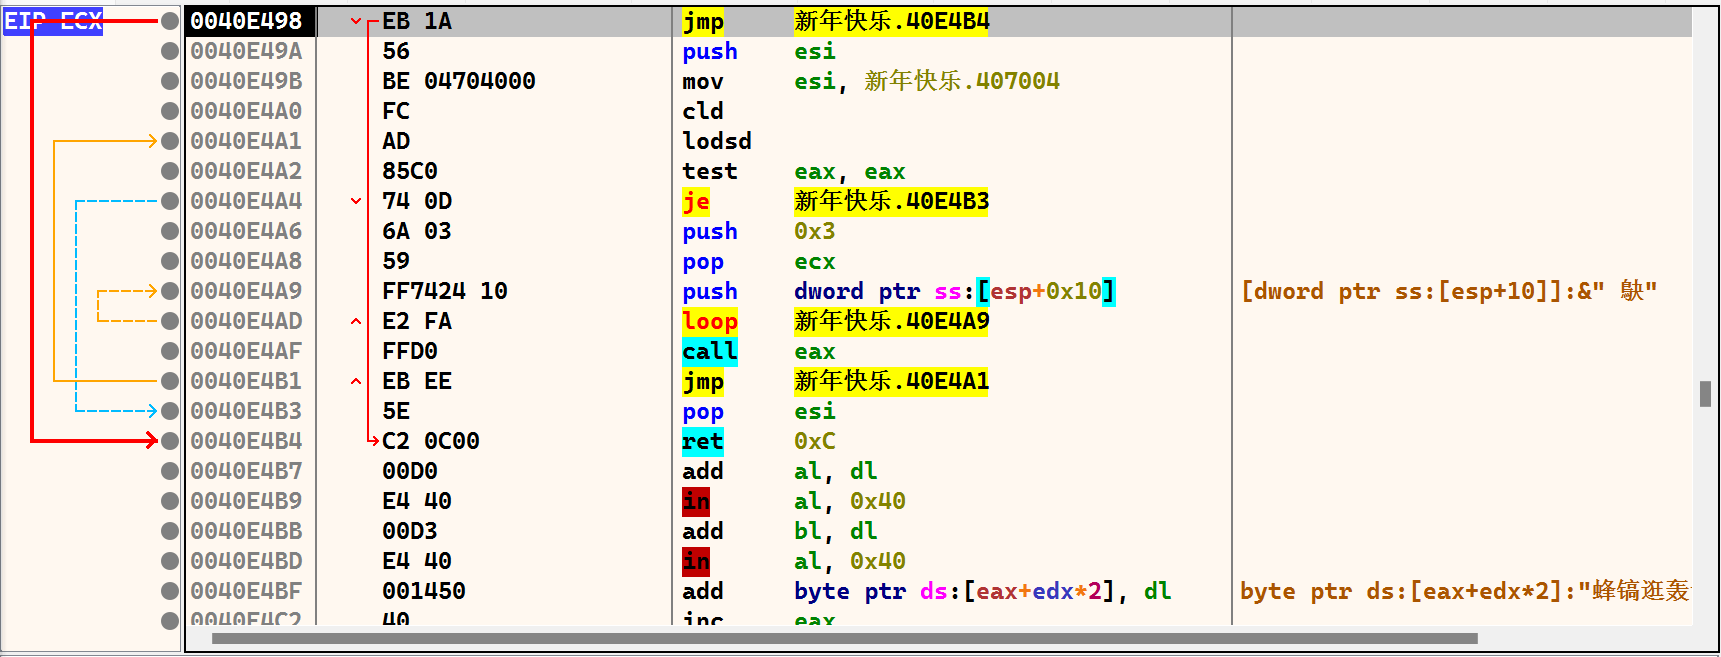 EIP ECX 0040E498 EB 1A jmp 新年快乐.40E4B4
0040E49A 56 push esi
0040E49B BE 04704000 mov esi, 新年快乐.407004
0040E4A0 FC cld
0040E4A1 AD lodsd
0040E4A2 85C0 test eax, eax
0040E4A4 74 0D je 新年快乐.40E4B3
0040E4A6 6A 03 push 0x3
0040E4A8 59 pop ecx
0040E4A9 FF7424 10 push dword ptr ss:[esp+0x10] [dword ptr ss:[esp+10]]:&" 鴃"
0040E4AD E2 FA loop 新年快乐.40E4A9
0040E4AF FFD0 call eax
0040E4B1 EB EE jmp 新年快乐.40E4A1
0040E4B3 5E pop esi
0040E4B4 C2 0C00 ret 0xC
0040E4B7 00D0 add al, dl
0040E4B9 E4 40 in al, 0x40
0040E4BB 00D3 add bl, dl
0040E4BD E4 40 in al, 0x40
0040E4BF 001450 add byte ptr ds:[eax+edx*2], dl byte ptr ds:[eax+edx*2]:"蜂镐逛轰
0040E4C2 40 inc eax